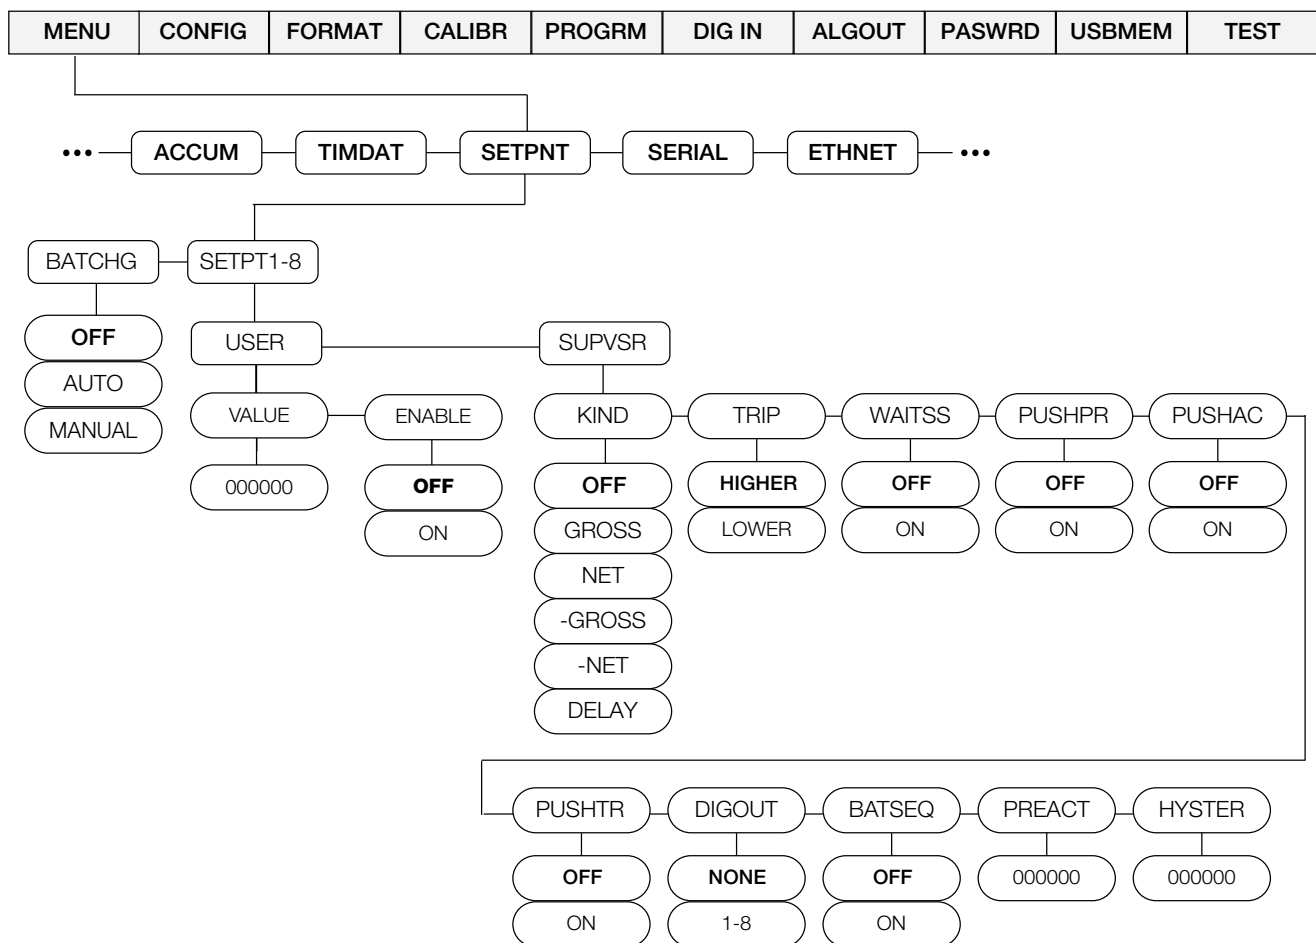 MENU CONFIG FORMAT CALIBR PROGRM DIG IN ALGOUT PASWRD USBMEM TEST
••• ACCUM TIMDAT SETPNT SERIAL ETHNET •••
BATCHG SETPT1-8
OFF USER SUPVSR
AUTO
MANUAL VALUE ENABLE KIND TRIP WAITSS PUSHPR PUSHAC
000000 OFF OFF HIGHER OFF OFF OFF
ON GROSS LOWER ON ON ON
NET
-GROSS
-NET
DELAY
PUSHTR DIGOUT BATSEQ PREACT HYSTER
OFF NONE OFF 000000 000000
ON 1-8 ON